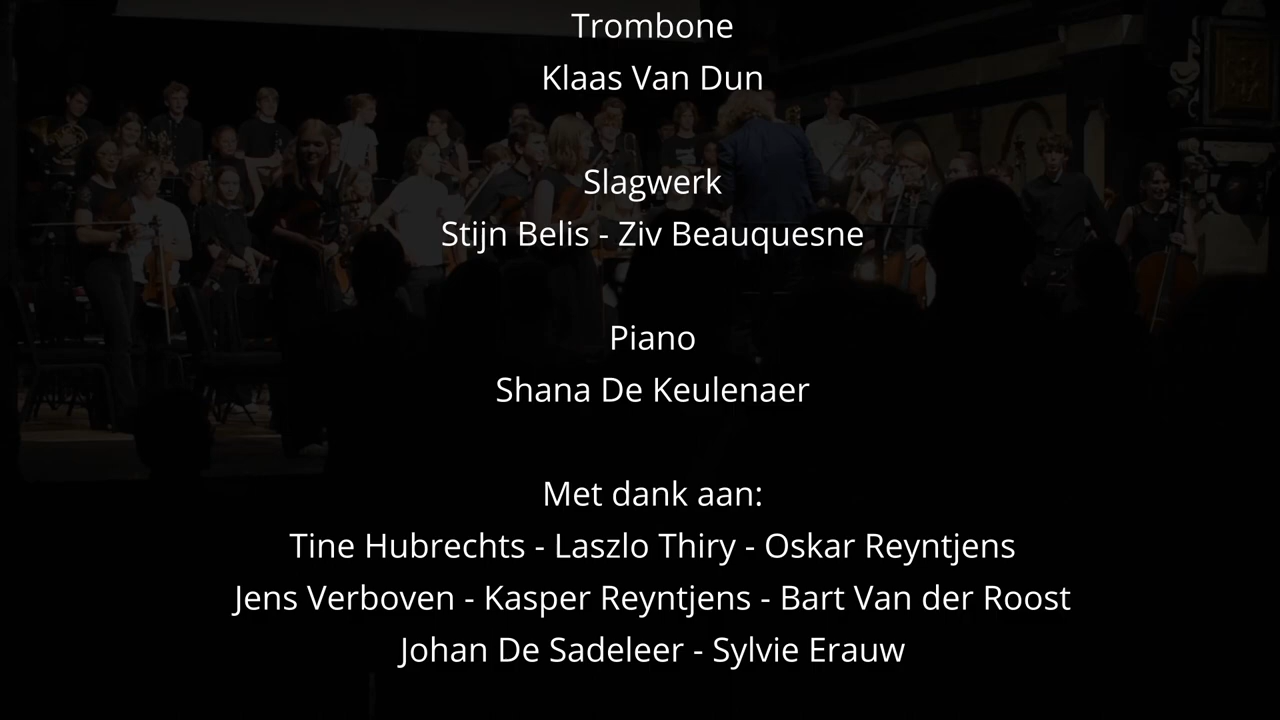 Trombone
Klaas Van Dun
Slagwerk
Stijn Belis - Ziv Beauquesne
Piano
Shana De Keulenaer
Met dank aan:
Tine Hubrechts - Laszlo Thiry - Oskar Reyntjens
Jens Verboven - Kasper Reyntjens - Bart Van der Roost
Johan De Sadeleer - Sylvie Erauw